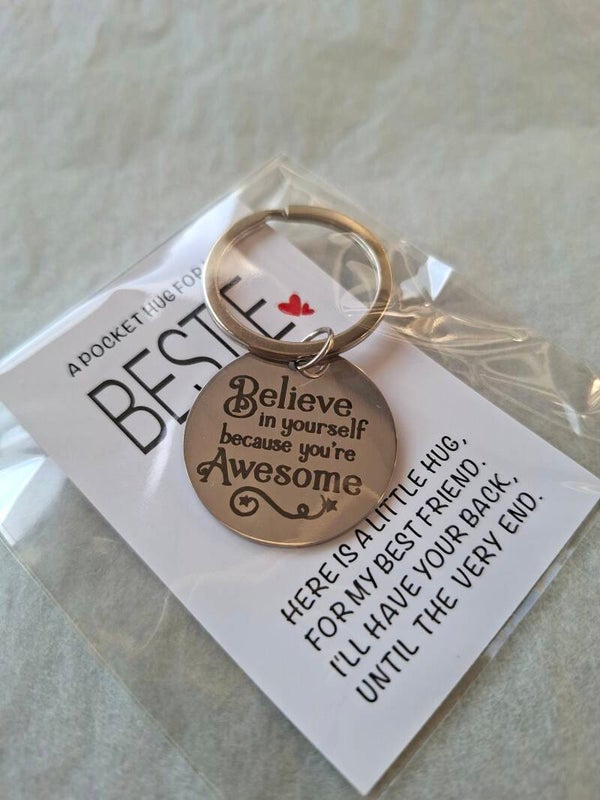 A POCKET HUG FOR
BESTIE
Believe
in yourself
because you're
Awesome
HERE IS A LITTLE HUG,
FOR MY BEST FRIEND.
I'LL HAVE YOUR BACK,
UNTIL THE VERY END.